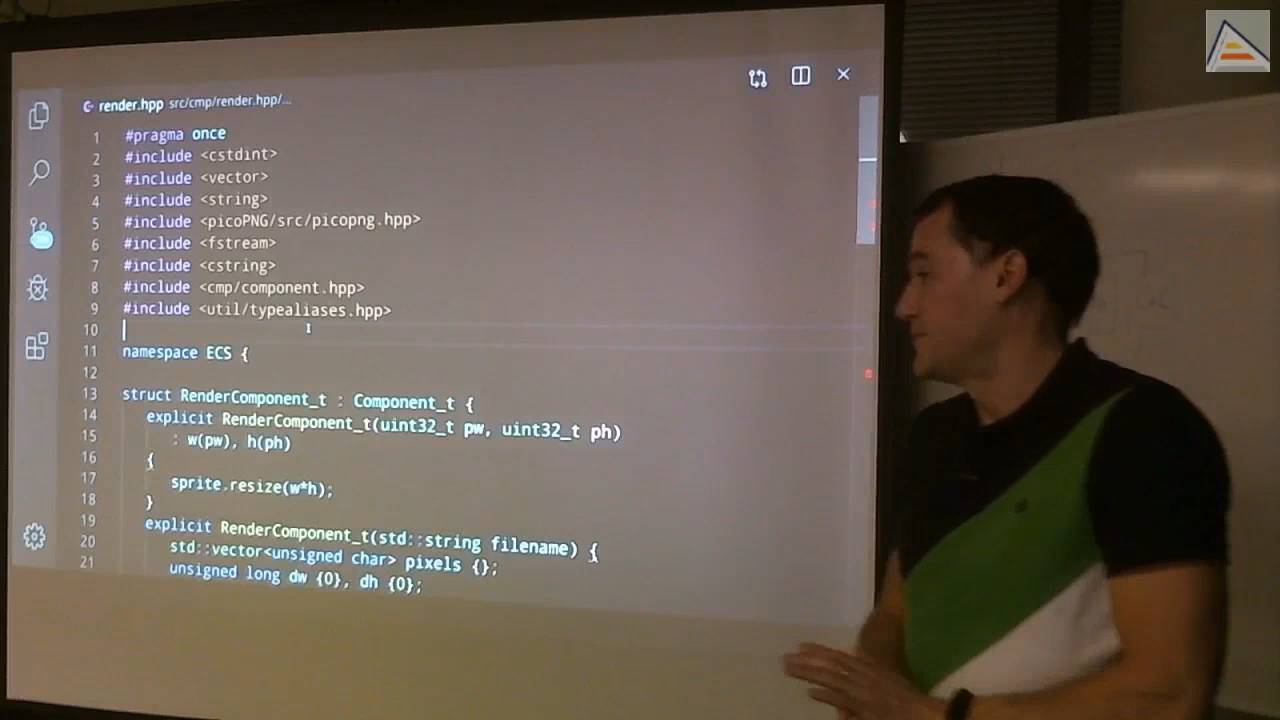 render.hpp src/cmp/render.hpp/...
1 #pragma once
2 #include <cstdint>
3 #include <vector>
4 #include <string>
5 #include <picoPNG/src/picopng.hpp>
6 #include <fstream>
7 #include <cstring>
8 #include <cmp/component.hpp>
9 #include <util/typealiases.hpp>
10
11 namespace ECS {
12
13 struct RenderComponent_t : Component_t {
14 explicit RenderComponent_t(uint32_t pw, uint32_t ph)
15 : w(pw), h(ph)
16 {
17 sprite.resize(w*h);
18 }
19 explicit RenderComponent_t(std::string filename) {
20 std::vector<unsigned char> pixels {};
21 unsigned long dw {0}, dh {0};